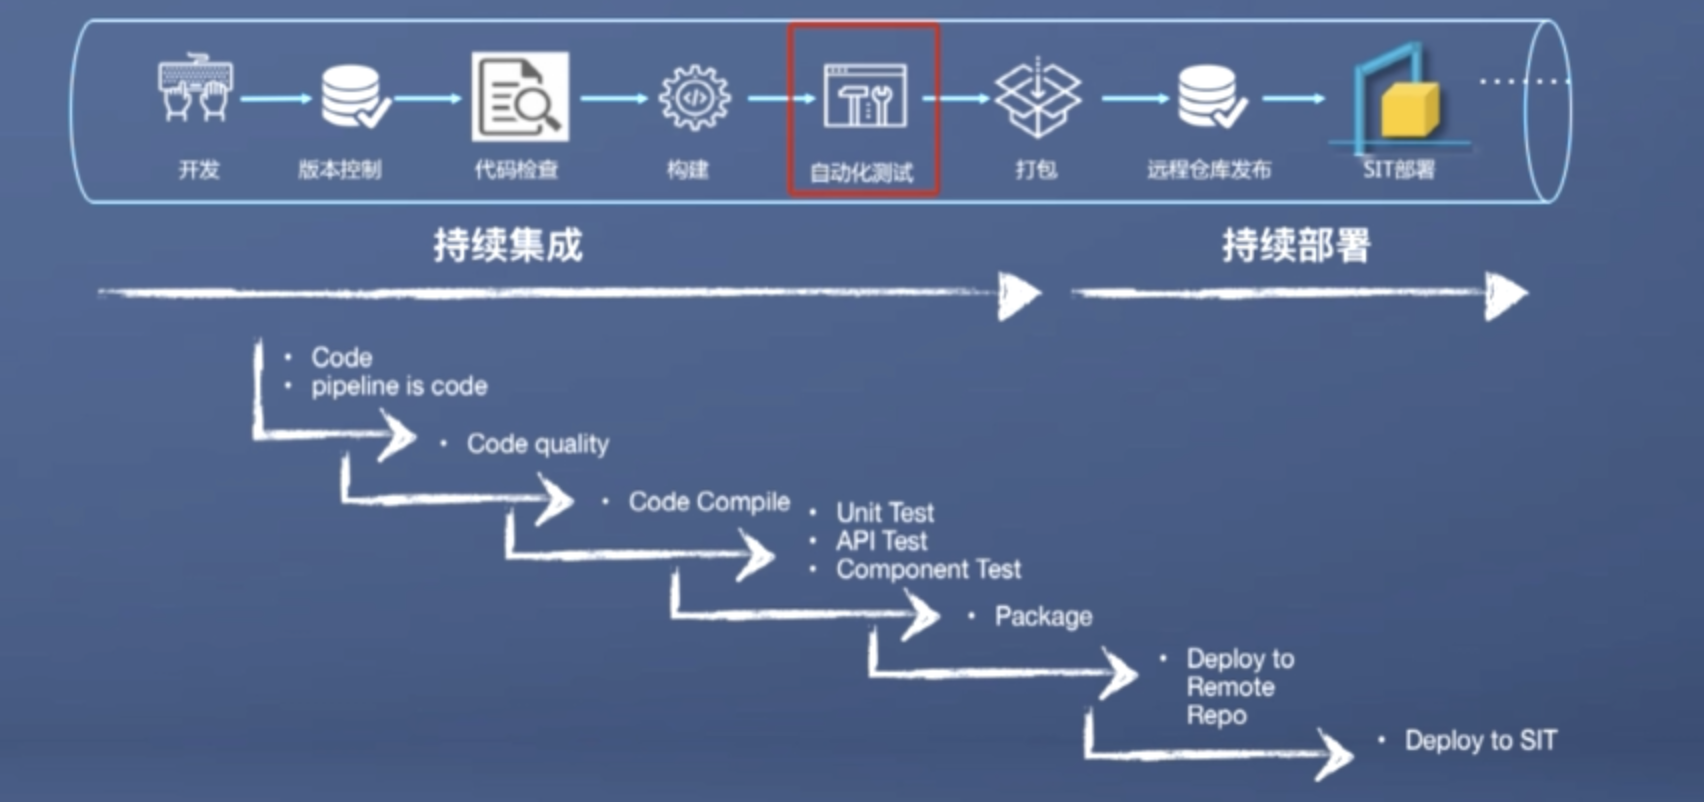 开发
版本控制
代码检查
构建
自动化测试
打包
远程仓库发布
SIT部署
持续集成
持续部署
• Code
• pipeline is code
• Code quality
• Code Compile
• Unit Test
• API Test
• Component Test
• Package
• Deploy to
Remote
Repo
• Deploy to SIT